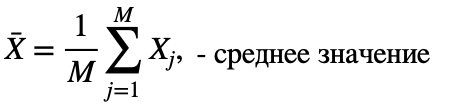 X̄ = 1/M ∑_{j=1}^{M} X_j, - среднее значение